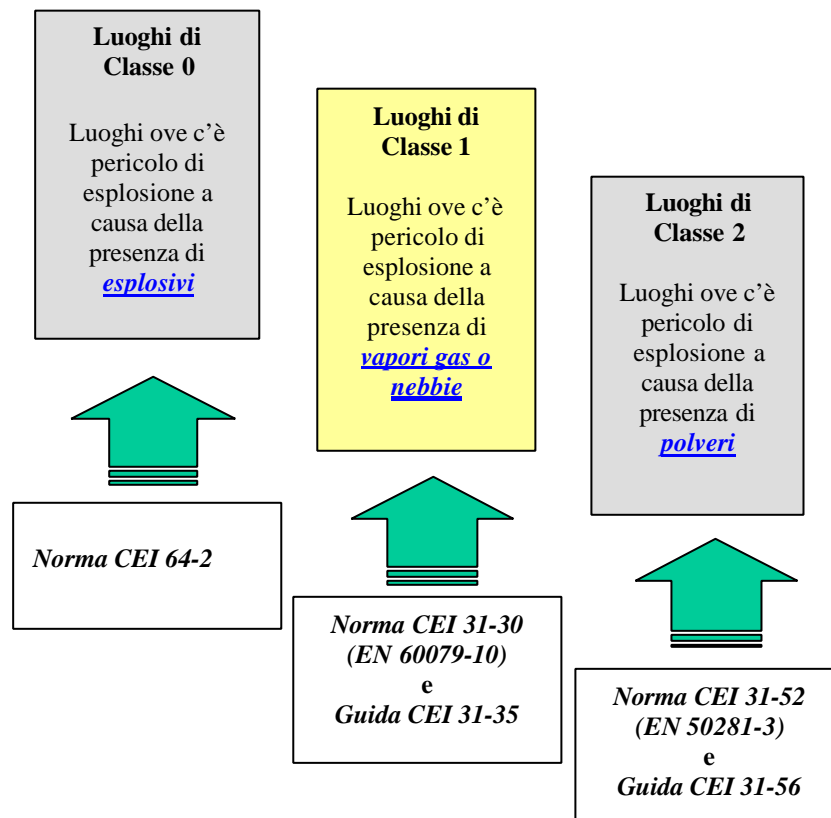 Luoghi di
Classe 0
Luoghi ove c'è
pericolo di
esplosione a
causa della
presenza di
esplosivi
Norma CEI 64-2
Luoghi di
Classe 1
Luoghi ove c'è
pericolo di
esplosione a
causa della
presenza di
vapori gas o
nebbie
Norma CEI 31-30
(EN 60079-10)
e
Guida CEI 31-35
Luoghi di
Classe 2
Luoghi ove c'è
pericolo di
esplosione a
causa della
presenza di
polveri
Norma CEI 31-52
(EN 50281-3)
e
Guida CEI 31-56